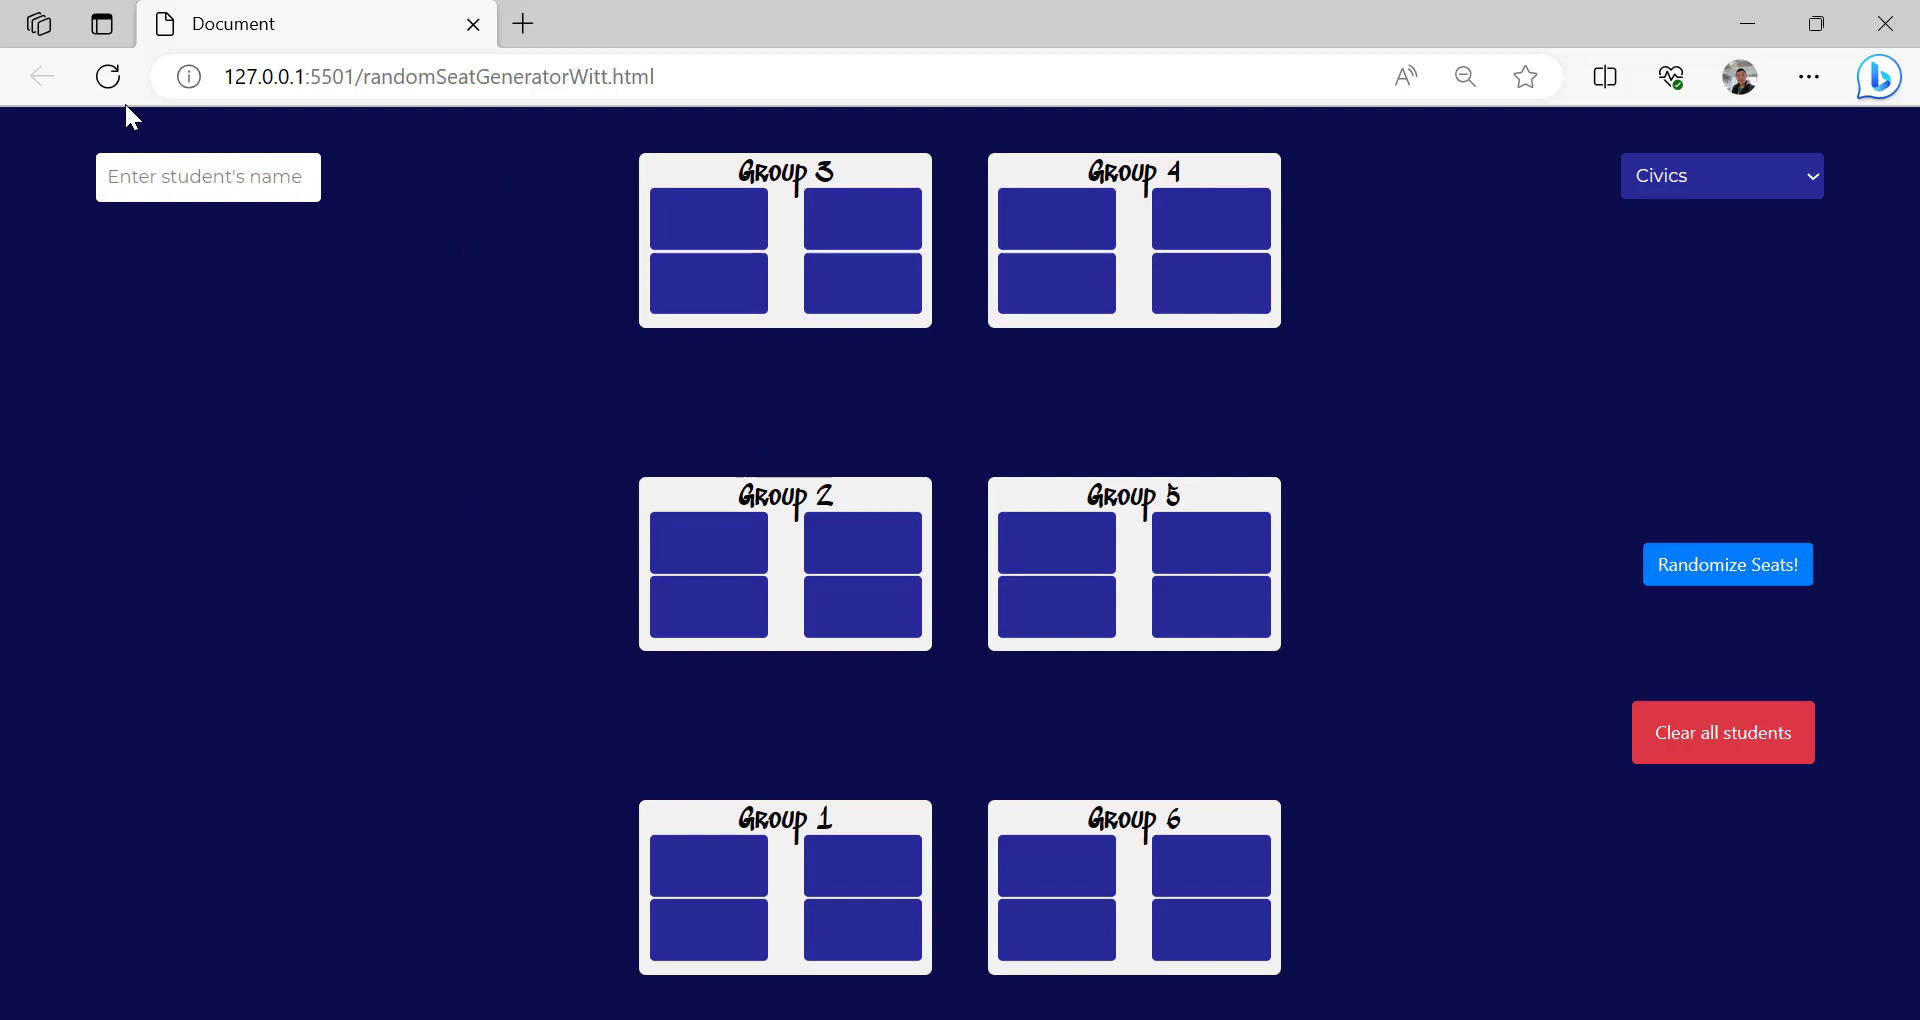 Document
127.0.0.1:5501/randomSeatGeneratorWitt.html
Enter student's name
Group 3
Group 4
Civics
Group 2
Group 5
Randomize Seats!
Clear all students
Group 1
Group 6